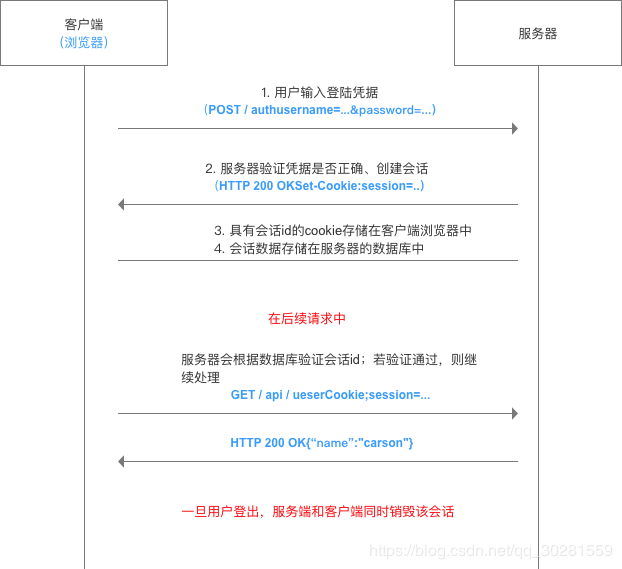 客户端
（浏览器）
服务器
1. 用户输入登陆凭据
（POST / authusername=...&password=...）
2. 服务器验证凭据是否正确、创建会话
（HTTP 200 OKSet-Cookie:session=..）
3. 具有会话id的cookie存储在客户端浏览器中
4. 会话数据存储在服务器的数据库中
在后续请求中
服务器会根据数据库验证会话id；若验证通过，则继
续处理
GET / api / ueserCookie;session=...
HTTP 200 OK{“name”:"carson"}
一旦用户登出，服务端和客户端同时销毁该会话
https://blog.csdn.net/qq_30281559